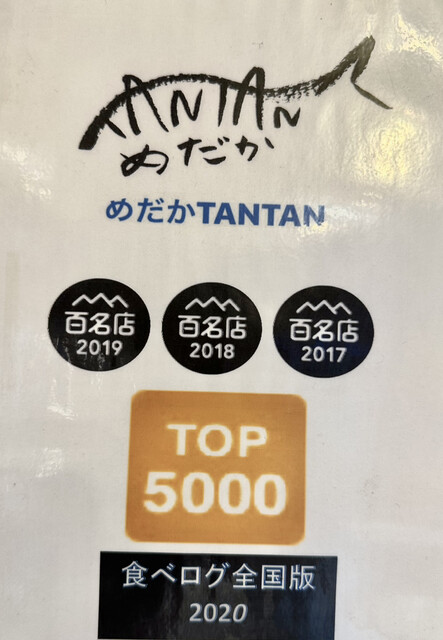 TANTAN
めだか
めだかTANTAN
百名店 百名店 百名店
2019 2018 2017
TOP
5000
食べログ全国版
2020